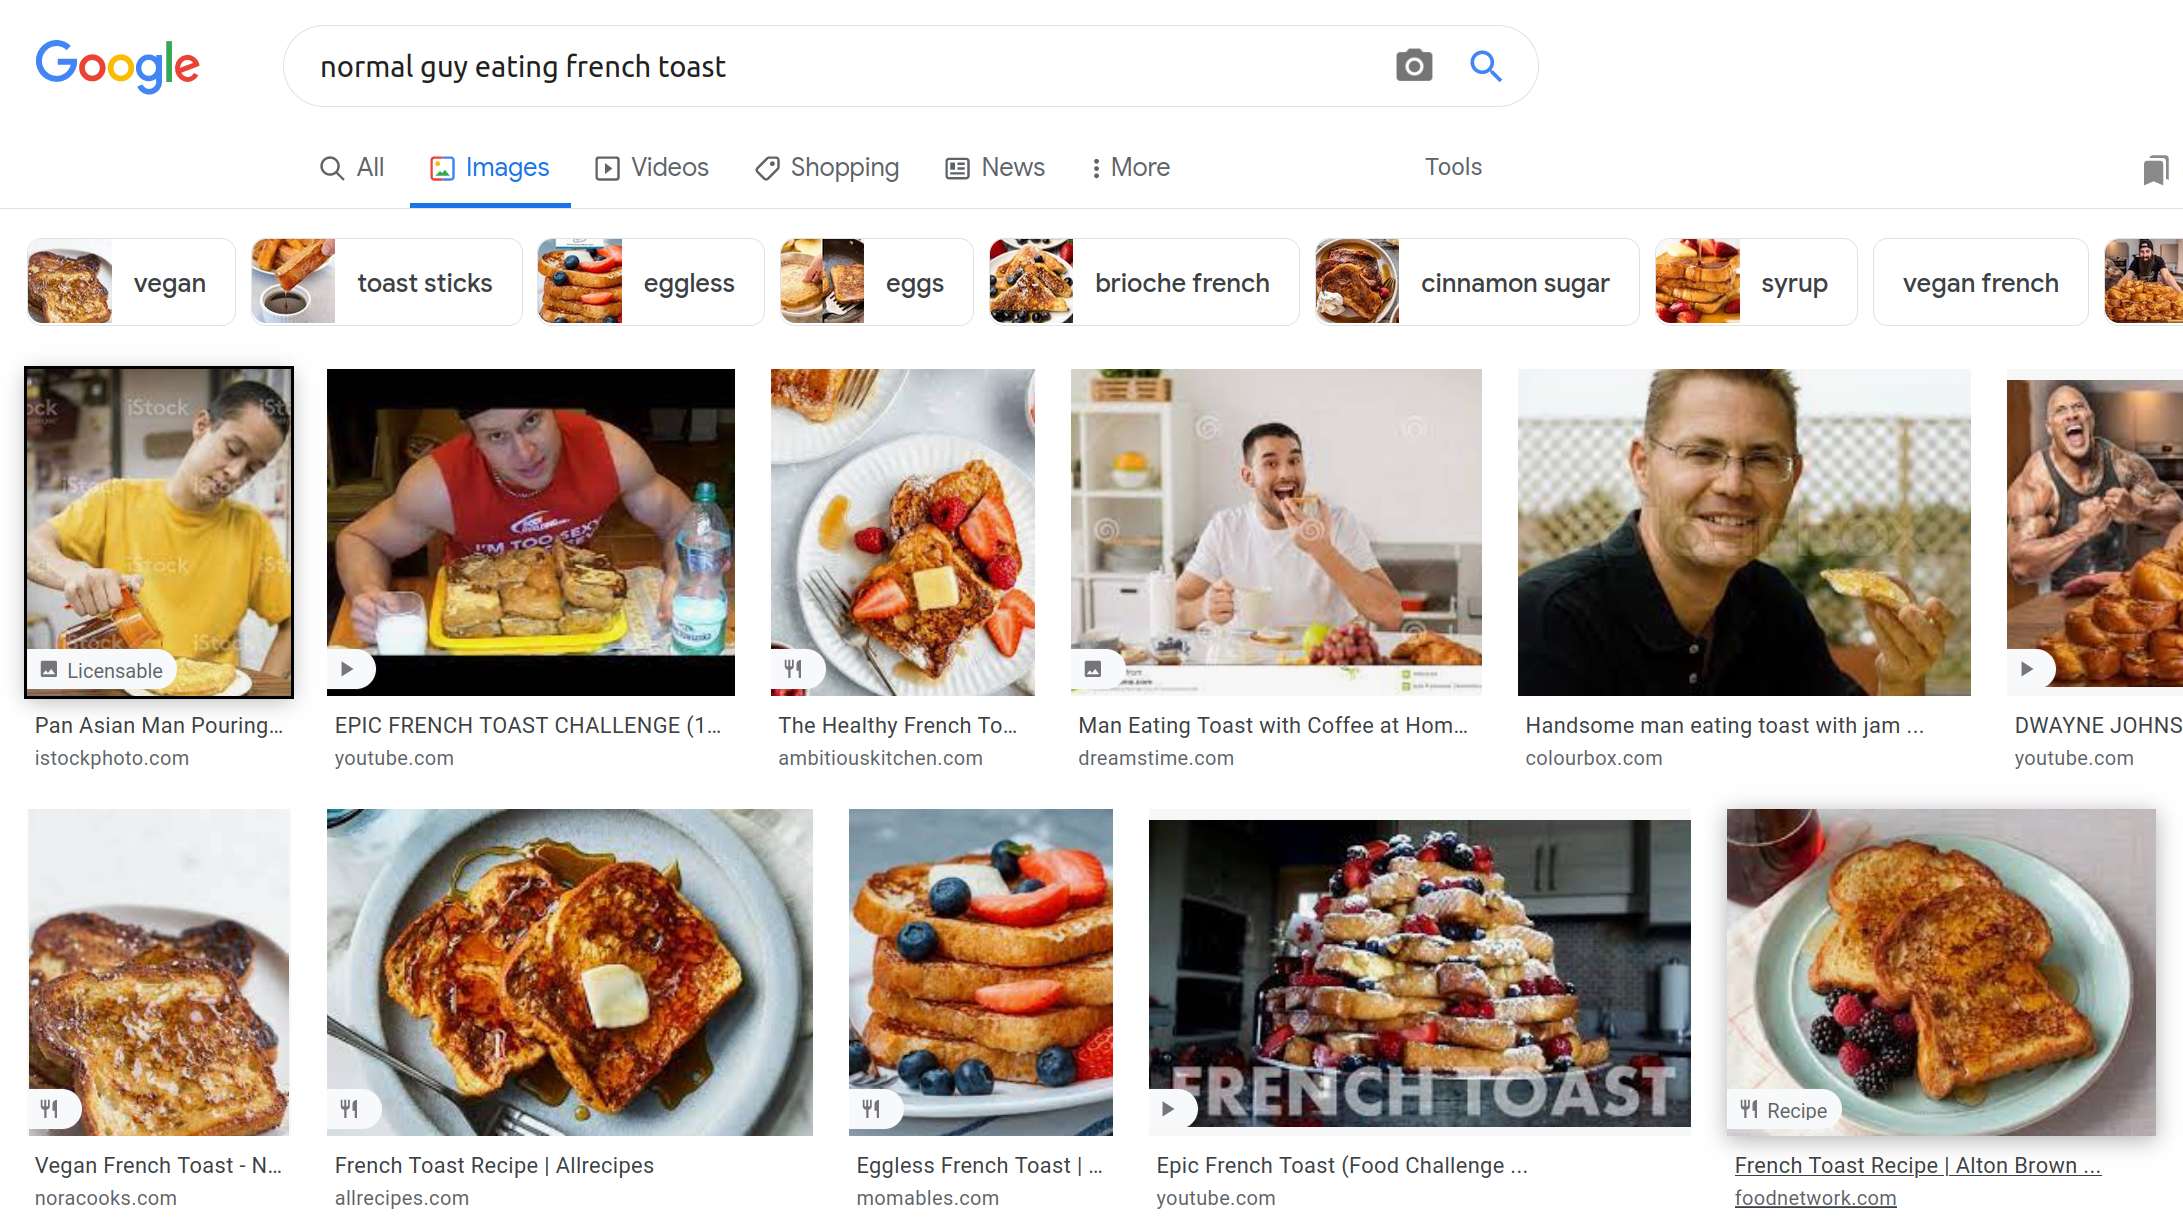 Google
normal guy eating french toast
All
Images
Videos
Shopping
News
More
Tools
vegan
toast sticks
eggless
eggs
brioche french
cinnamon sugar
syrup
vegan french
iStock
iStock
iStock
iStock
Licensable
I'M TOO SEXY
Pan Asian Man Pouring...
istockphoto.com
EPIC FRENCH TOAST CHALLENGE (1...
youtube.com
The Healthy French To...
ambitiouskitchen.com
Man Eating Toast with Coffee at Hom...
dreamstime.com
Handsome man eating toast with jam ...
colourbox.com
DWAYNE JOHNS
youtube.com
FRENCH TOAST
Recipe
Vegan French Toast - N...
noracooks.com
French Toast Recipe | Allrecipes
allrecipes.com
Eggless French Toast | ...
momables.com
Epic French Toast (Food Challenge ...
youtube.com
French Toast Recipe | Alton Brown ...
foodnetwork.com